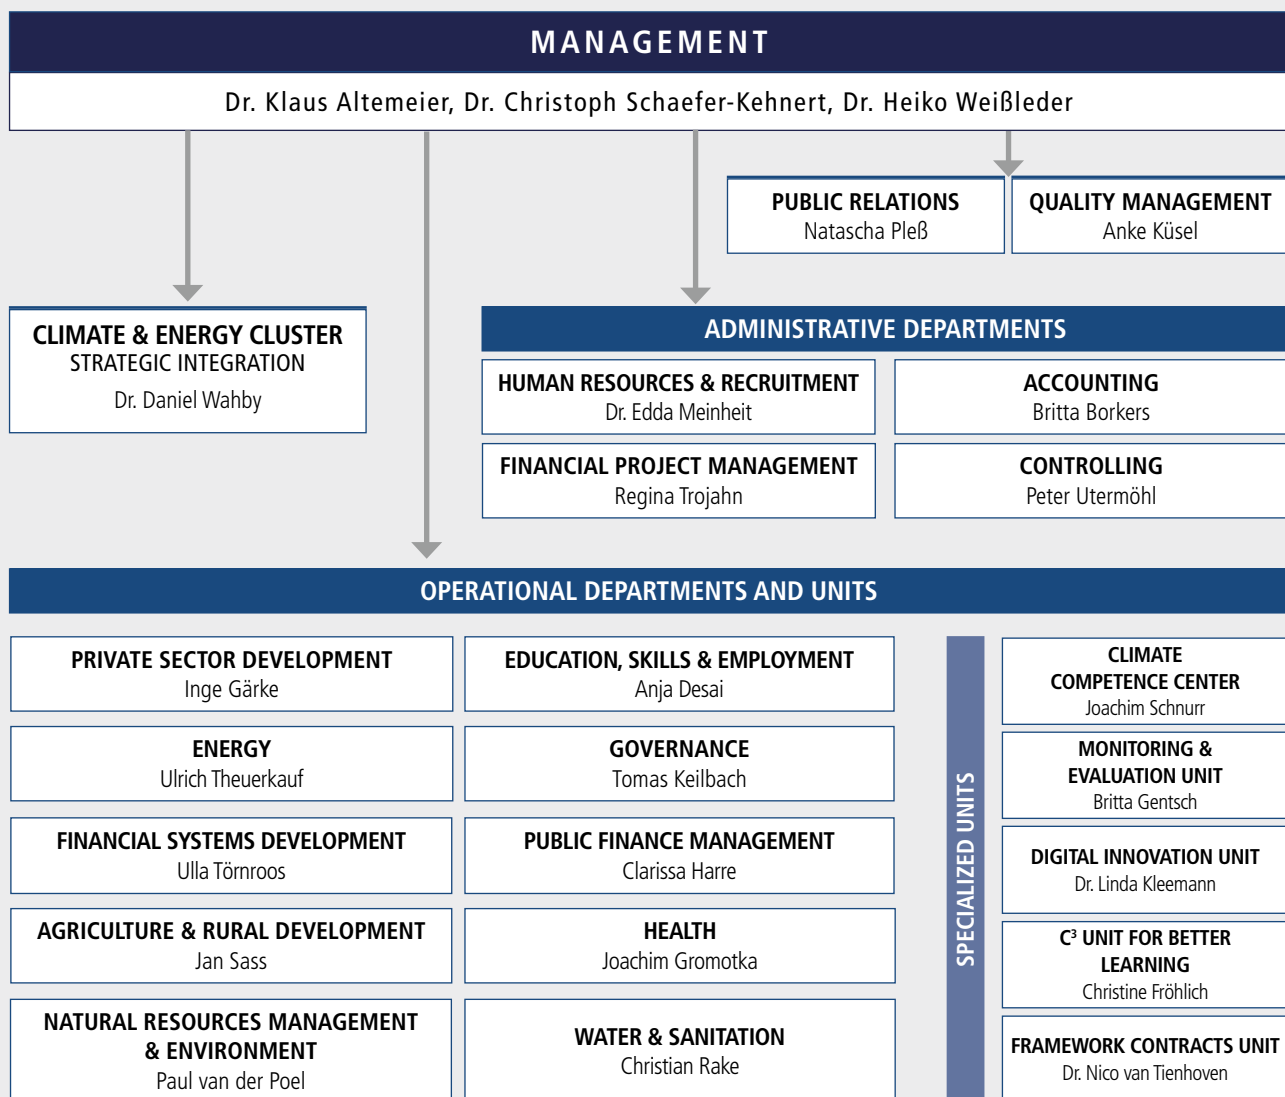 MANAGEMENT
Dr. Klaus Altemeier, Dr. Christoph Schaefer-Kehnert, Dr. Heiko Weißleder
PUBLIC RELATIONS
Natascha Pleß
QUALITY MANAGEMENT
Anke Küsel
CLIMATE & ENERGY CLUSTER
STRATEGIC INTEGRATION
Dr. Daniel Wahby
ADMINISTRATIVE DEPARTMENTS
HUMAN RESOURCES & RECRUITMENT
Dr. Edda Meinheit
ACCOUNTING
Britta Borkers
FINANCIAL PROJECT MANAGEMENT
Regina Trojahn
CONTROLLING
Peter Utermöhl
OPERATIONAL DEPARTMENTS AND UNITS
PRIVATE SECTOR DEVELOPMENT
Inge Gärke
EDUCATION, SKILLS & EMPLOYMENT
Anja Desai
ENERGY
Ulrich Theuerkauf
GOVERNANCE
Tomas Keilbach
FINANCIAL SYSTEMS DEVELOPMENT
Ulla Törnroos
PUBLIC FINANCE MANAGEMENT
Clarissa Harre
AGRICULTURE & RURAL DEVELOPMENT
Jan Sass
HEALTH
Joachim Gromotka
NATURAL RESOURCES MANAGEMENT
& ENVIRONMENT
Paul van der Poel
WATER & SANITATION
Christian Rake
SPECIALIZED UNITS
CLIMATE
COMPETENCE CENTER
Joachim Schnurr
MONITORING &
EVALUATION UNIT
Britta Gentsch
DIGITAL INNOVATION UNIT
Dr. Linda Kleemann
C³ UNIT FOR BETTER
LEARNING
Christine Fröhlich
FRAMEWORK CONTRACTS UNIT
Dr. Nico van Tienhoven